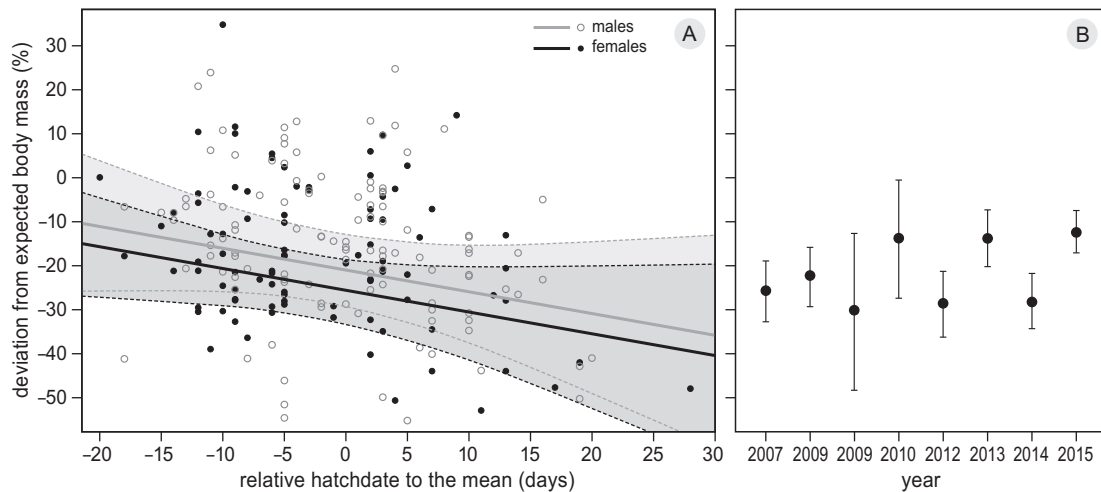 males
females
A
B
30
20
10
0
–10
–20
–30
–40
–50
deviation from expected body mass (%)
–20 –15 –10 –5 0 5 10 15 20 25 30
relative hatchdate to the mean (days)
2007 2009 2009 2010 2012 2013 2014 2015
year